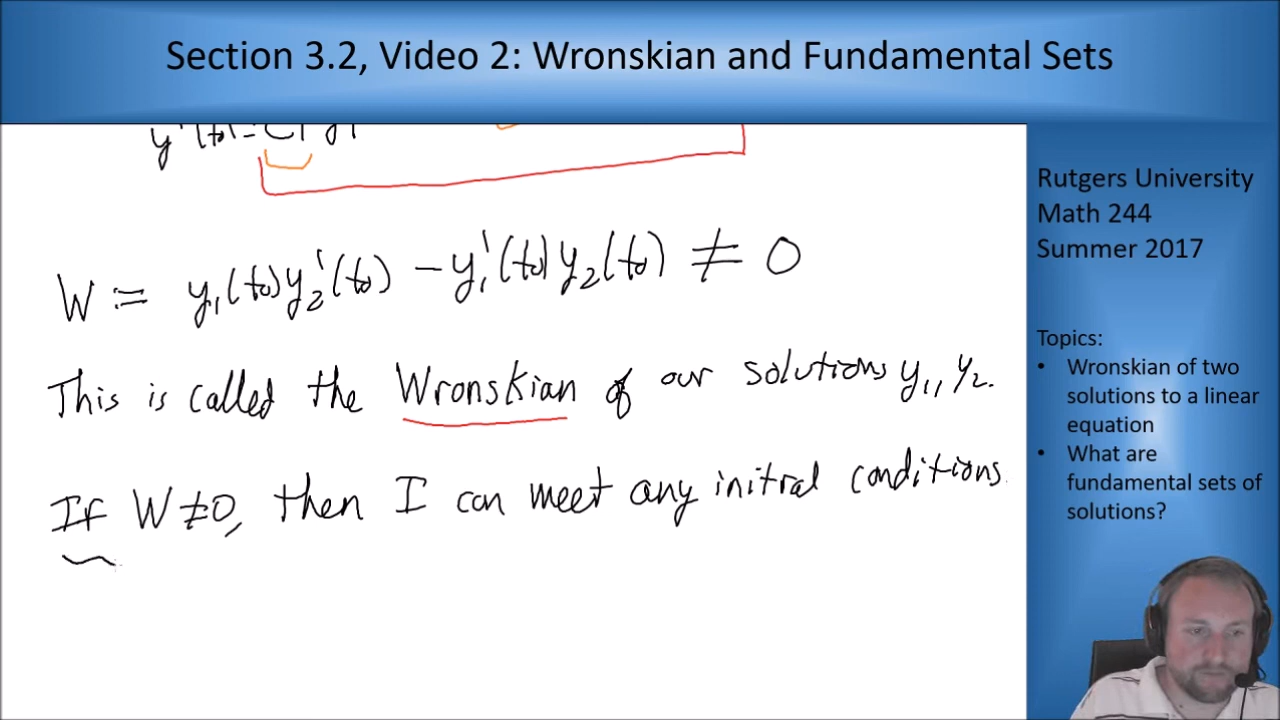 Section 3.2, Video 2: Wronskian and Fundamental Sets
W := y₁(t₀)y₂'(t₀) - y₁'(t₀)y₂(t₀) ≠ 0
This is called the Wronskian of our solutions y₁, y₂.
If W≠0, then I can meet any initial conditions.
Rutgers University
Math 244
Summer 2017
Topics:
• Wronskian of two
solutions to a linear
equation
• What are
fundamental sets of
solutions?